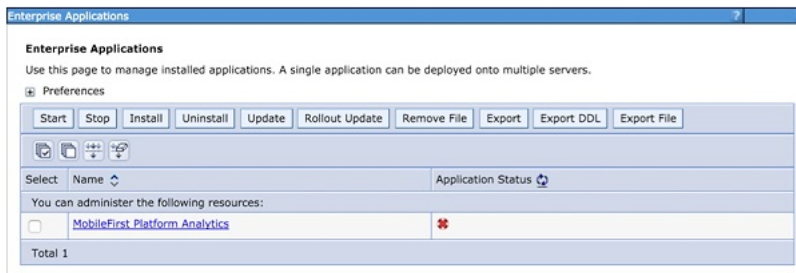 Enterprise Applications ?
Enterprise Applications
Use this page to manage installed applications. A single application can be deployed onto multiple servers.
Preferences
Start Stop Install Uninstall Update Rollout Update Remove File Export Export DDL Export File
Select Name Application Status
You can administer the following resources:
MobileFirst Platform Analytics
Total 1